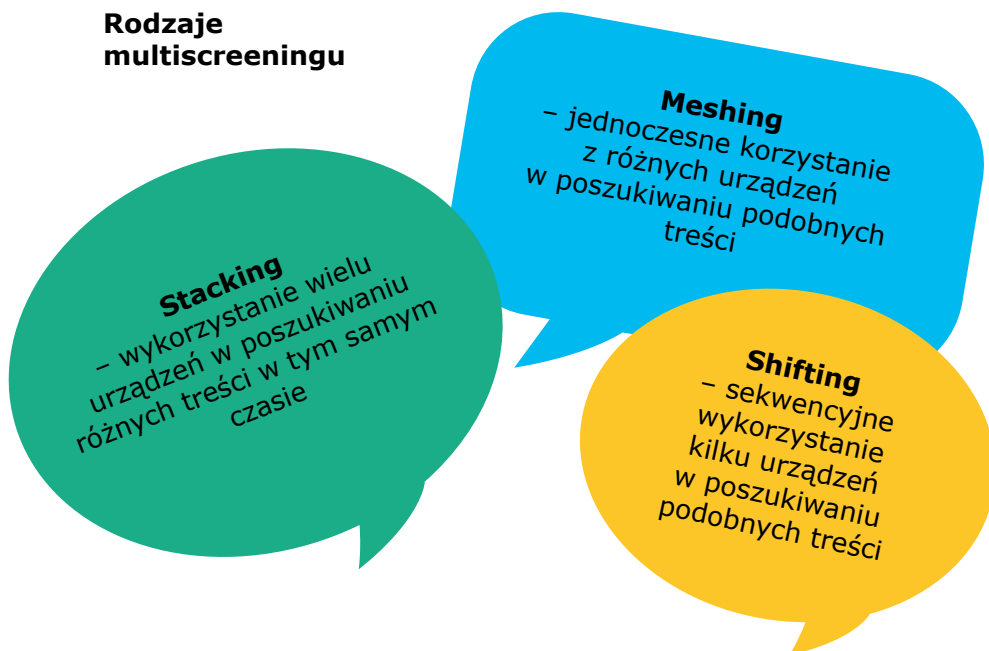 Rodzaje
multiscreeningu
Meshing
– jednoczesne korzystanie
z różnych urządzeń
w poszukiwaniu podobnych
treści
Stacking
– wykorzystanie wielu
urządzeń w poszukiwaniu
różnych treści w tym samym
czasie
Shifting
– sekwencyjne
wykorzystanie
kilku urządzeń
w poszukiwaniu
podobnych treści